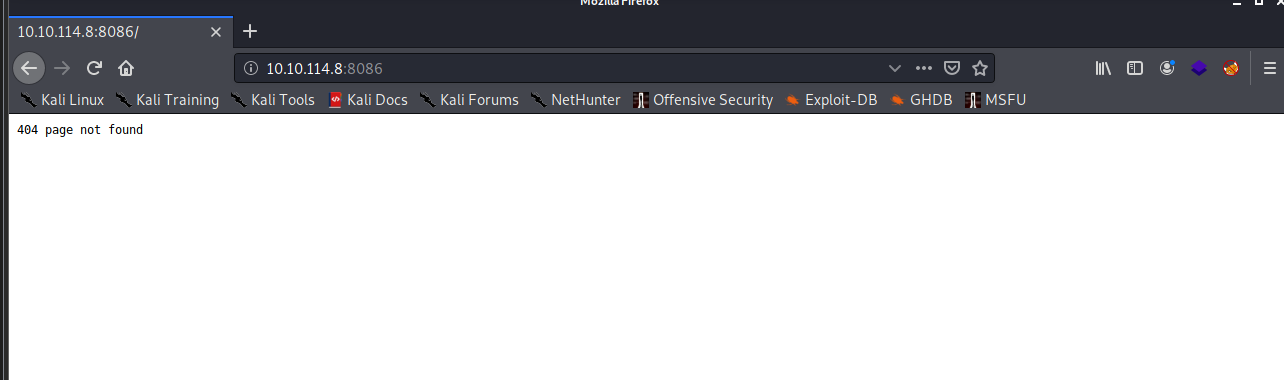 Mozilla Firefox
10.10.114.8:8086/
10.10.114.8:8086
Kali Linux Kali Training Kali Tools Kali Docs Kali Forums NetHunter Offensive Security Exploit-DB GHDB MSFU
404 page not found